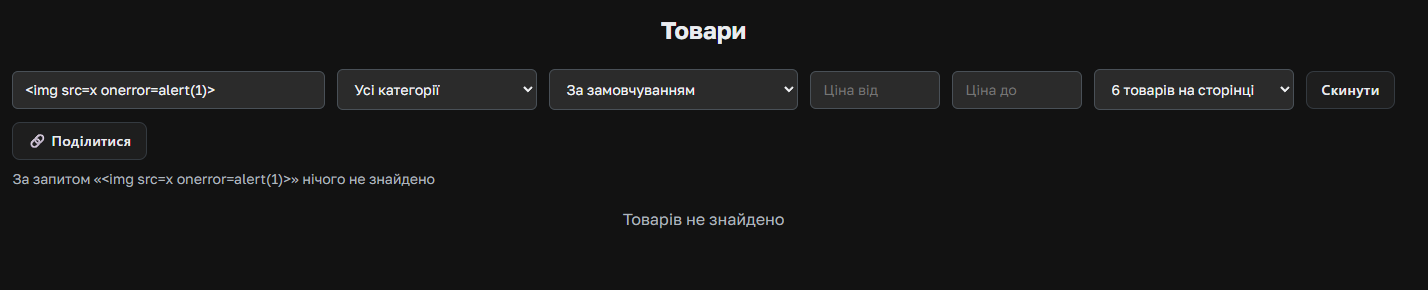 Товари
<img src=x onerror=alert(1)> Усі категорії За замовчуванням Ціна від Ціна до 6 товарів на сторінці Скинути
🔗 Поділитися
За запитом «<img src=x onerror=alert(1)>» нічого не знайдено
Товарів не знайдено